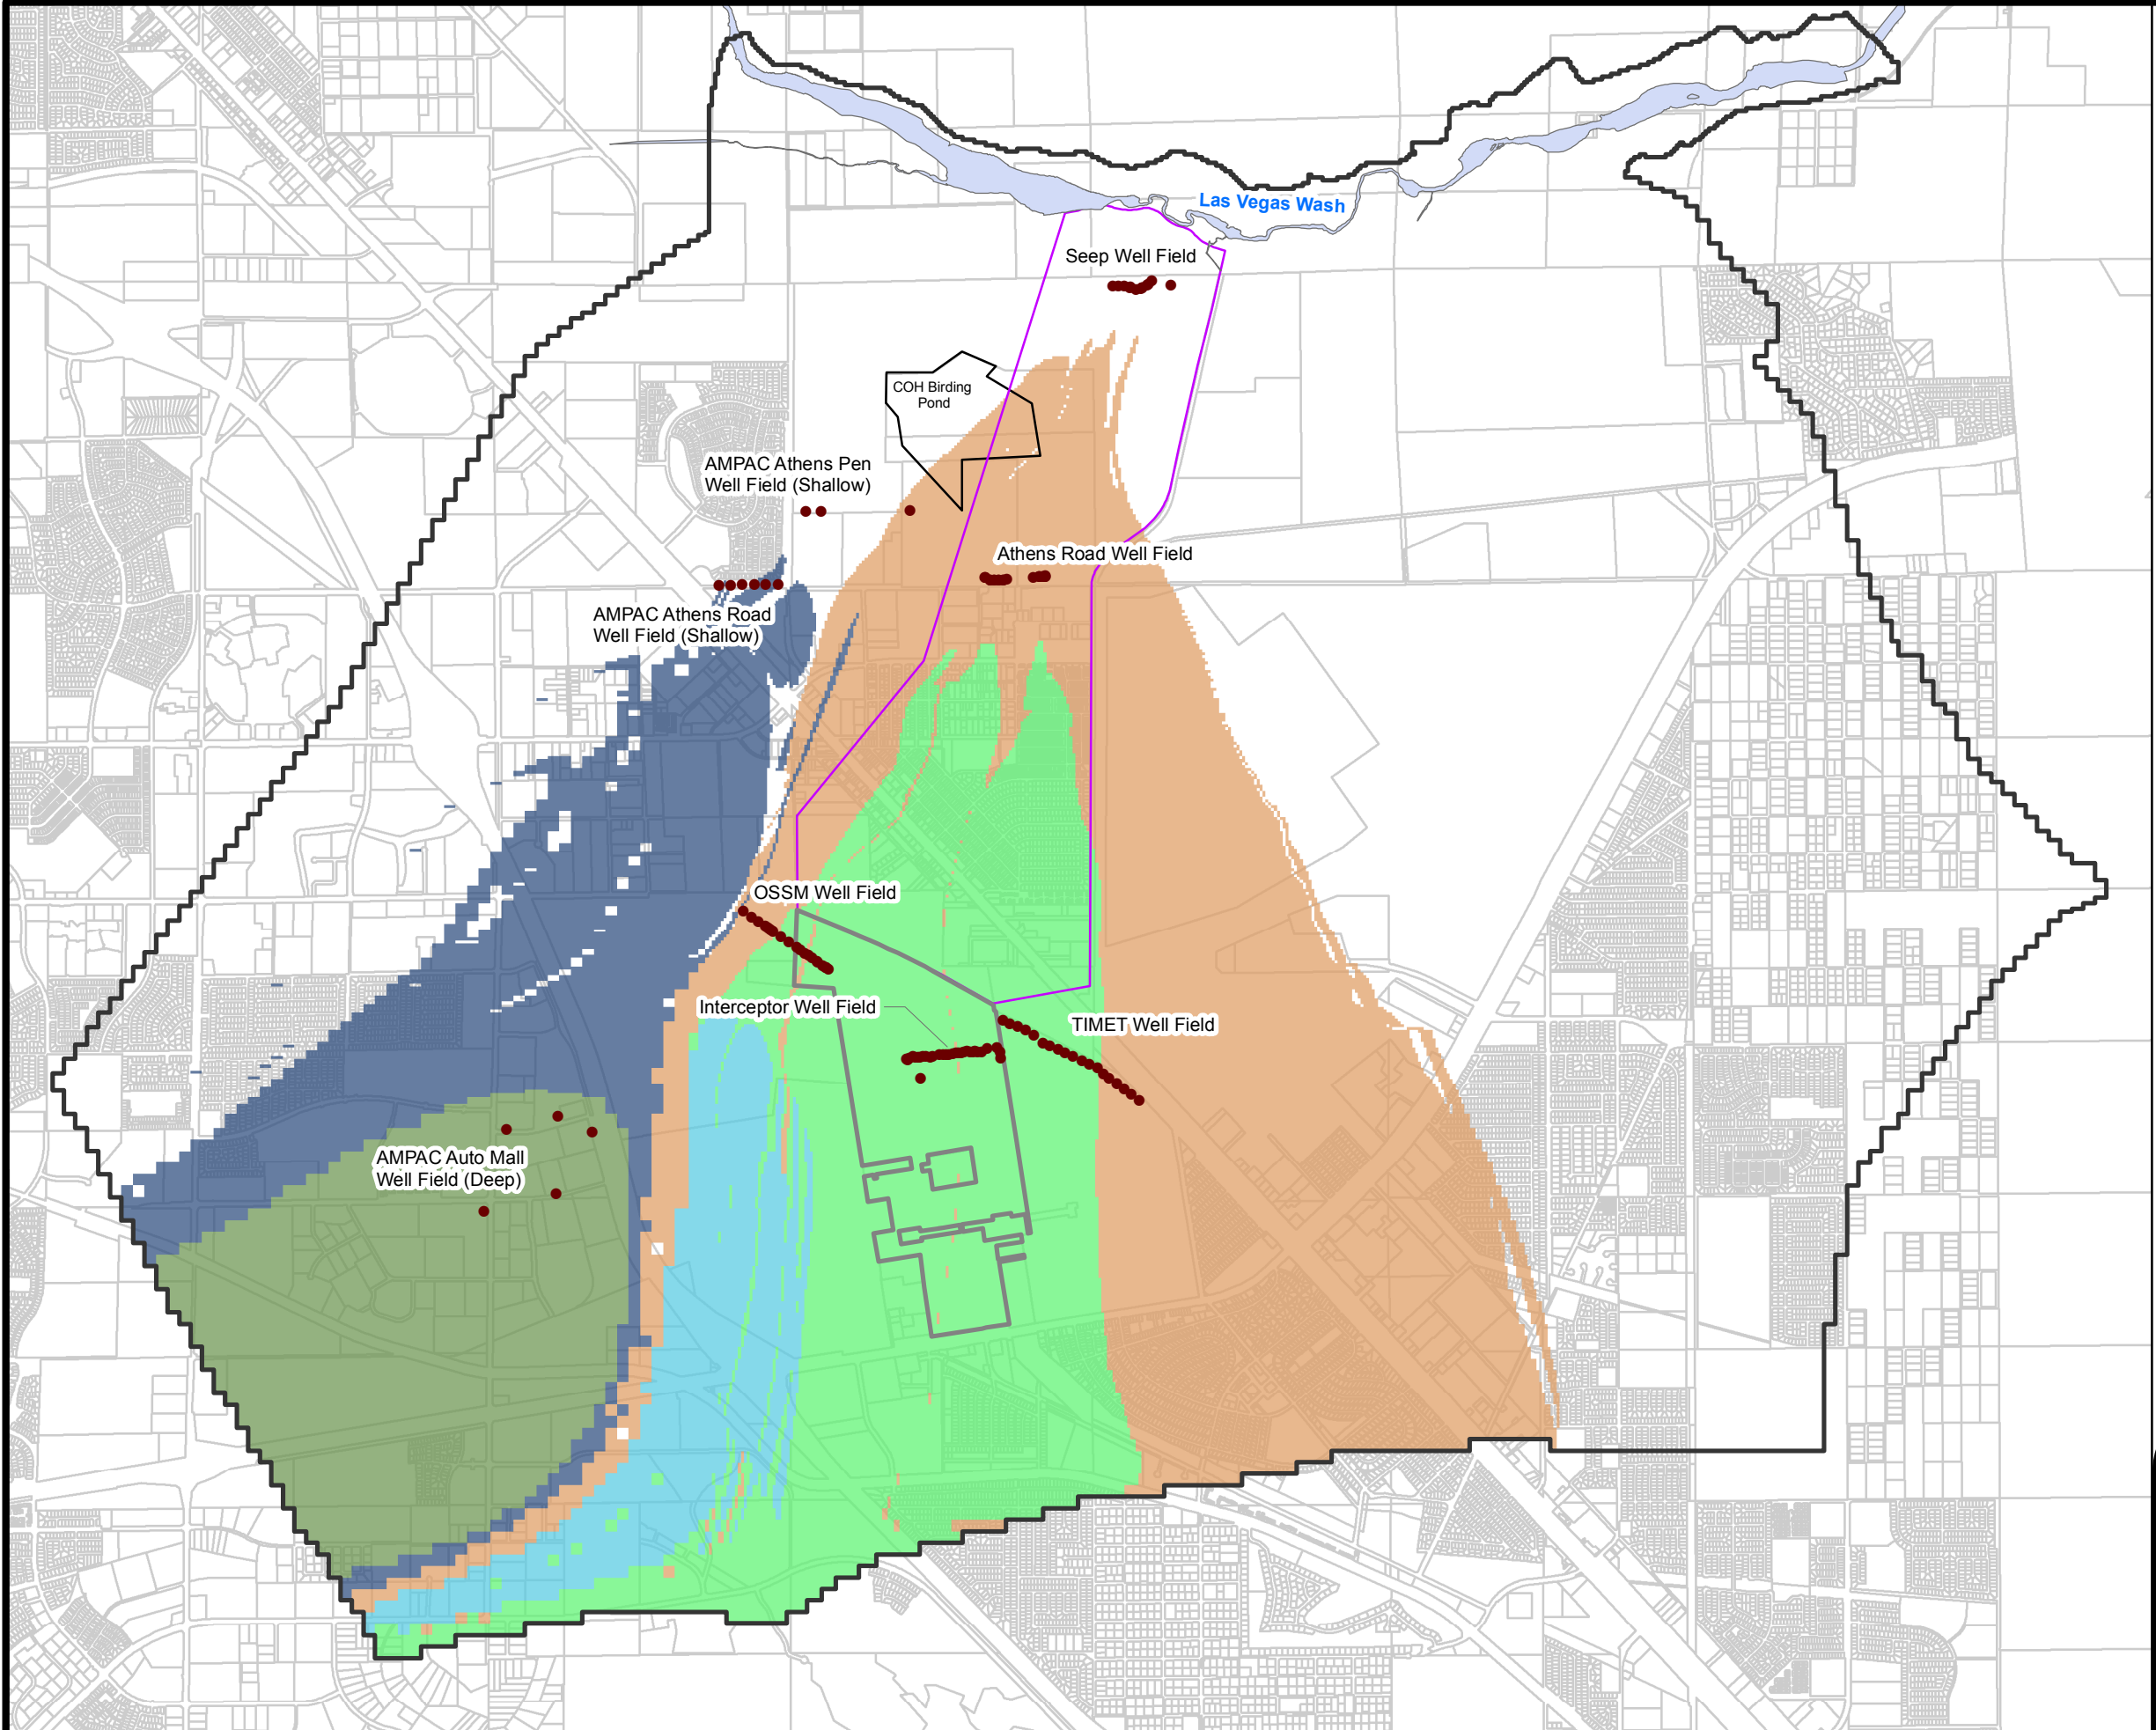 Las Vegas Wash
Seep Well Field
COH Birding
Pond
AMPAC Athens Pen
Well Field (Shallow)
Athens Road Well Field
AMPAC Athens Road
Well Field (Shallow)
OSSM Well Field
Interceptor Well Field
TIMET Well Field
AMPAC Auto Mall
Well Field (Deep)